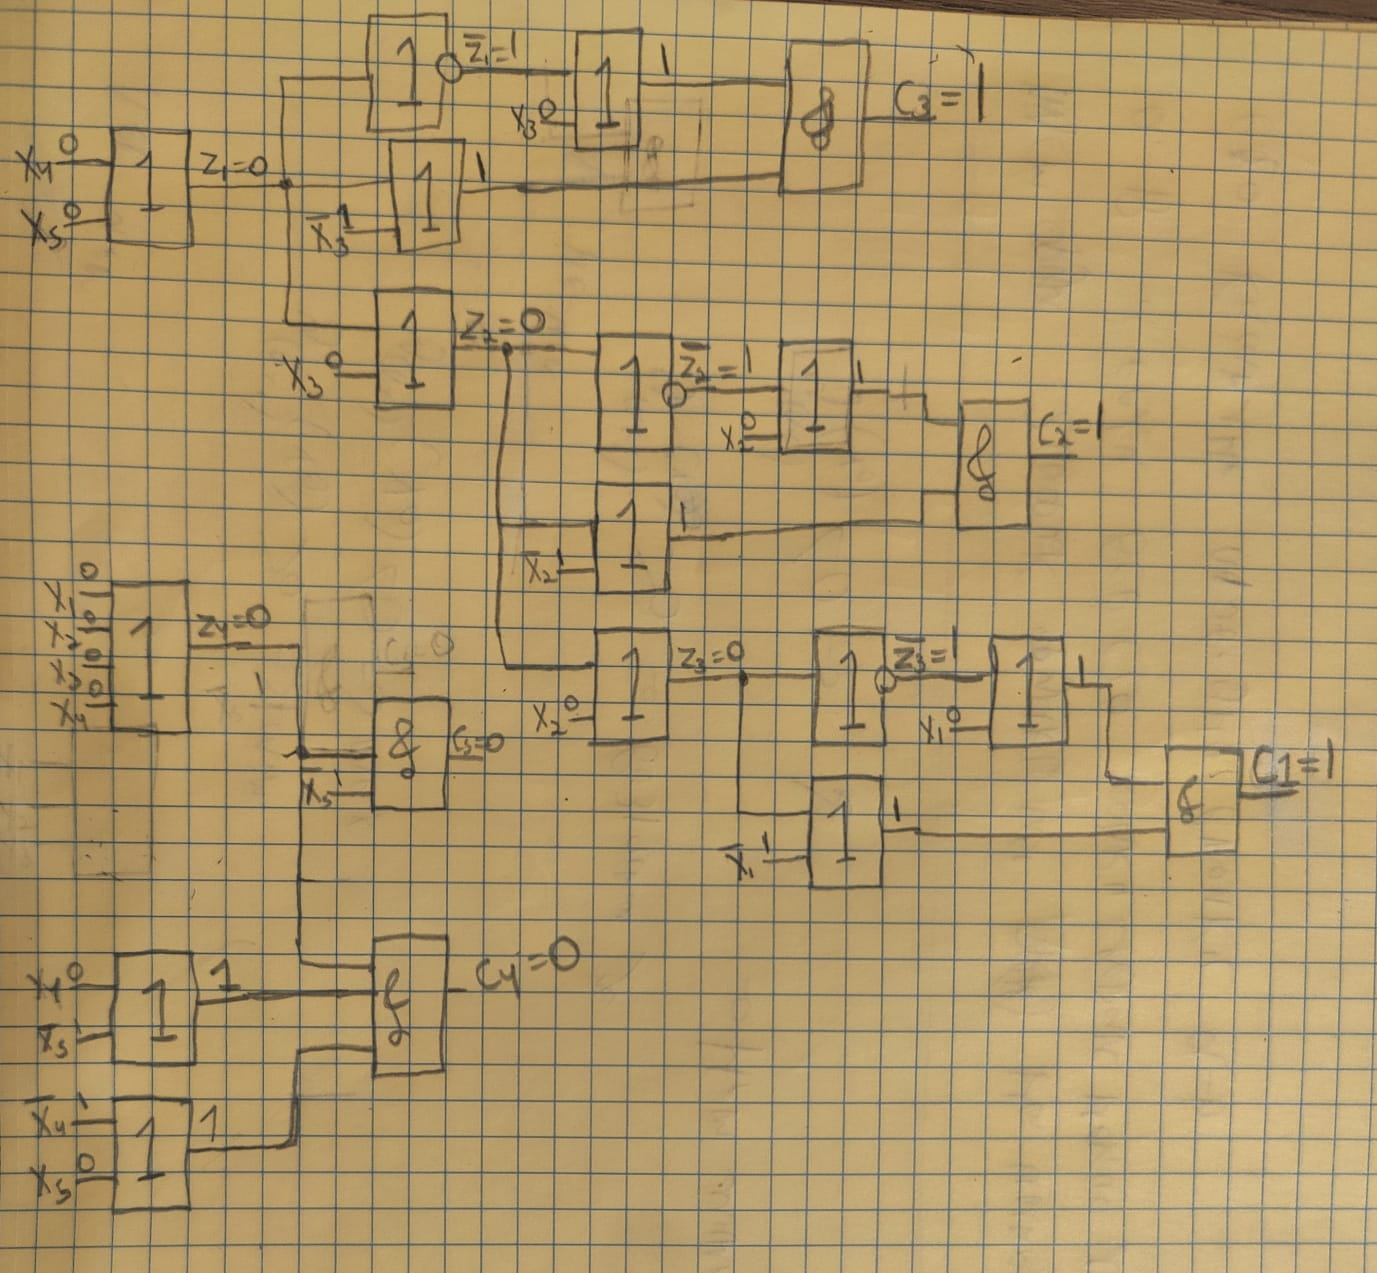 1 Z̅₁=1 1 1 &
X₃ 0 C₃=1
X₄ 0 1 Z₁=0 1 1
X₅ 0 X̅₃ 1
1 Z₂=0
X₃ 0 1 Z̅₂=1 1 1
X₂ 0 & C₂=1
1 1
X̅₂ 1
X₁ 0 1 Z₄=0
X₂ 0
X₃ 0 1 Z₃=0 1 Z̅₃=1 1 1
X₄ 0 X₂ 0 X₁ 0
& C₅=0
X̅₅ 1 & C1=1
1 1
X̅₁ 1
X₄ 0 1 1 & C₄=0
X̅₅ 1
X̅₄ 1 1 1
X₅ 0